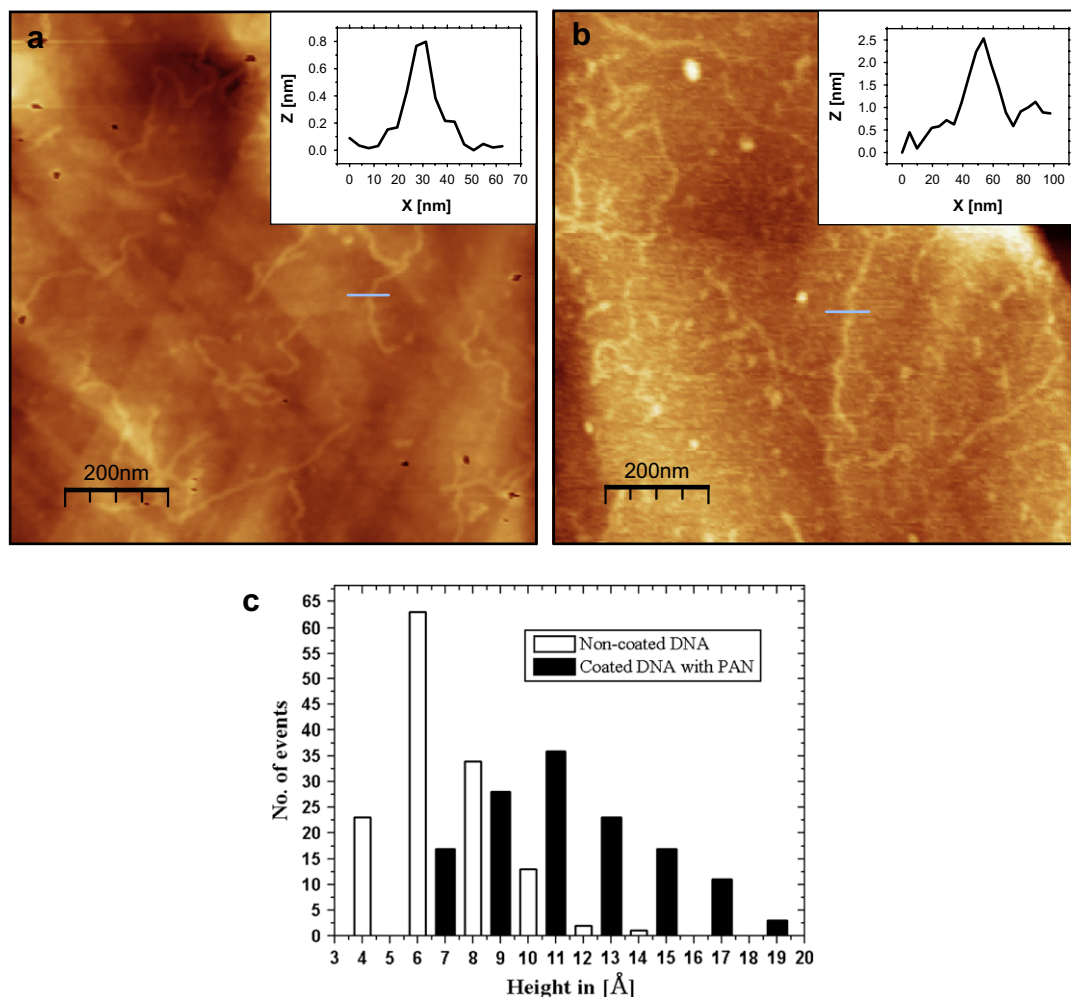 a
Z [nm]
0.8
0.6
0.4
0.2
0.0
0 10 20 30 40 50 60 70
X [nm]
200nm
b
Z [nm]
2.5
2.0
1.5
1.0
0.5
0.0
0 20 40 60 80 100
X [nm]
200nm
c
No. of events
65
60
55
50
45
40
35
30
25
20
15
10
5
0
Non-coated DNA
Coated DNA with PAN
3 4 5 6 7 8 9 10 11 12 13 14 15 16 17 18 19 20
Height in [Å]